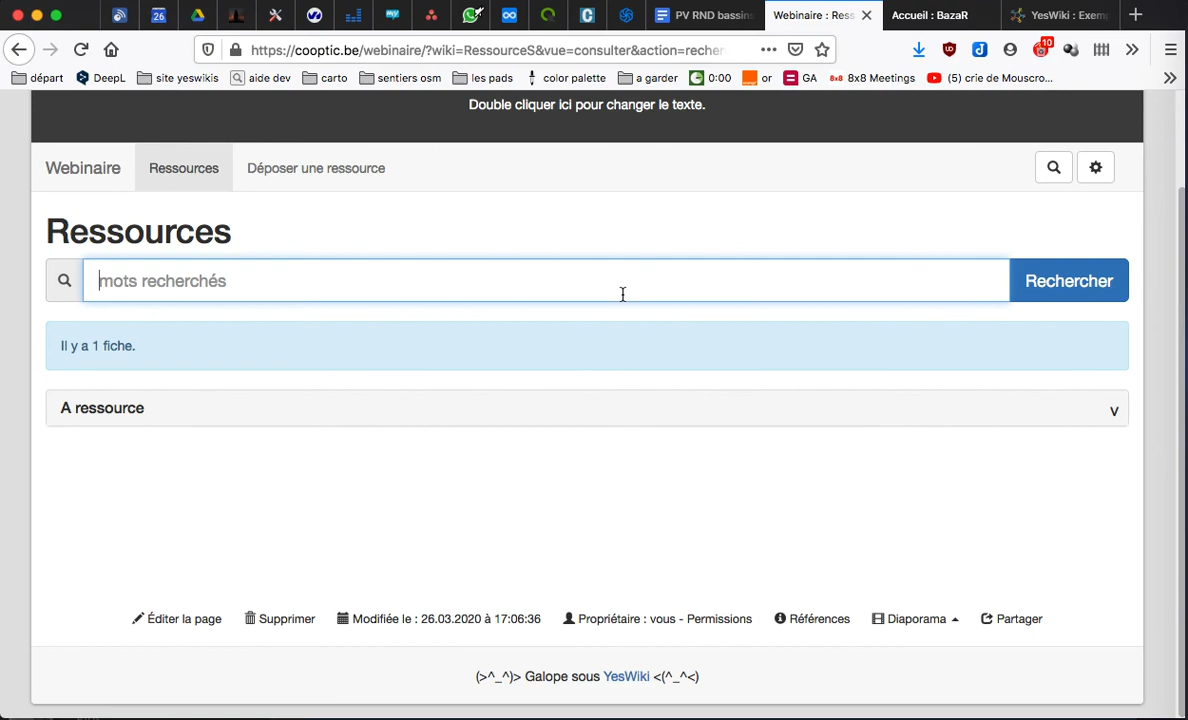 PV RND bassins
Webinaire : Ress
Accueil : BazaR
YesWiki : Exemp
https://cooptic.be/webinaire/?wiki=RessourceS&vue=consulter&action=recher
10
départ
DeepL
site yeswikis
aide dev
carto
sentiers osm
les pads
color palette
a garder
0:00
or
GA
8x8 Meetings
(5) crie de Mouscro...
Double cliquer ici pour changer le texte.
Webinaire
Ressources
Déposer une ressource
Ressources
mots recherchés
Rechercher
Il y a 1 fiche.
A ressource
v
Éditer la page
Supprimer
Modifiée le : 26.03.2020 à 17:06:36
Propriétaire : vous - Permissions
Références
Diaporama
Partager
(>^_^)> Galope sous YesWiki <(^_^<)